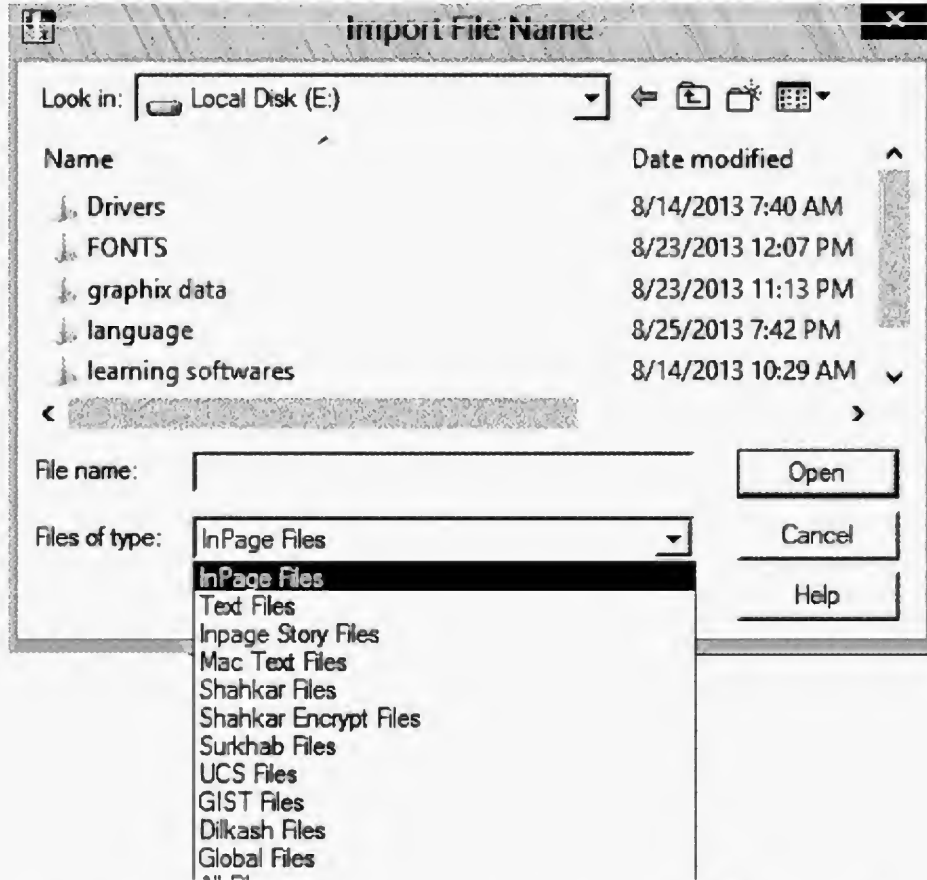 Import File Name
Look in: Local Disk (E:)
Name Date modified
Drivers 8/14/2013 7:40 AM
FONTS 8/23/2013 12:07 PM
graphix data 8/23/2013 11:13 PM
language 8/25/2013 7:42 PM
learning softwares 8/14/2013 10:29 AM
File name: Open
Files of type: InPage Files Cancel
InPage Files
Text Files Help
Inpage Story Files
Mac Text Files
Shahkar Files
Shahkar Encrypt Files
Surkhab Files
UCS Files
GIST Files
Dilkash Files
Global Files